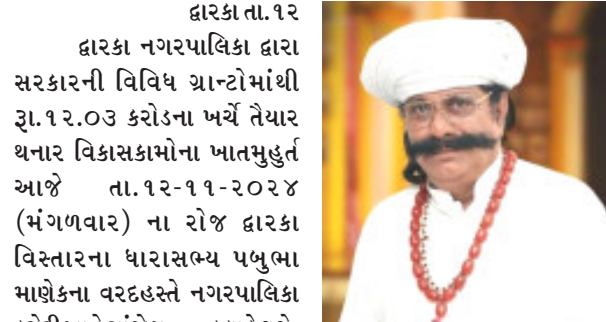 દ્વારકા તા.૧૨
દ્વારકા નગરપાલિકા દ્વારા
સરકારની વિવિધ ગ્રાન્ટોમાંથી
રૂા.૧૨.૦૩ કરોડના ખર્ચે તૈયાર
થનાર વિકાસકામોના ખાતમુહુર્ત
આજે તા.૧૨-૧૧-૨૦૨૪
(મંગળવાર) ના રોજ દ્વારકા
વિસ્તારના ધારાસભ્ય પબુભા
માણેકના વરદહસ્તે નગરપાલિકા